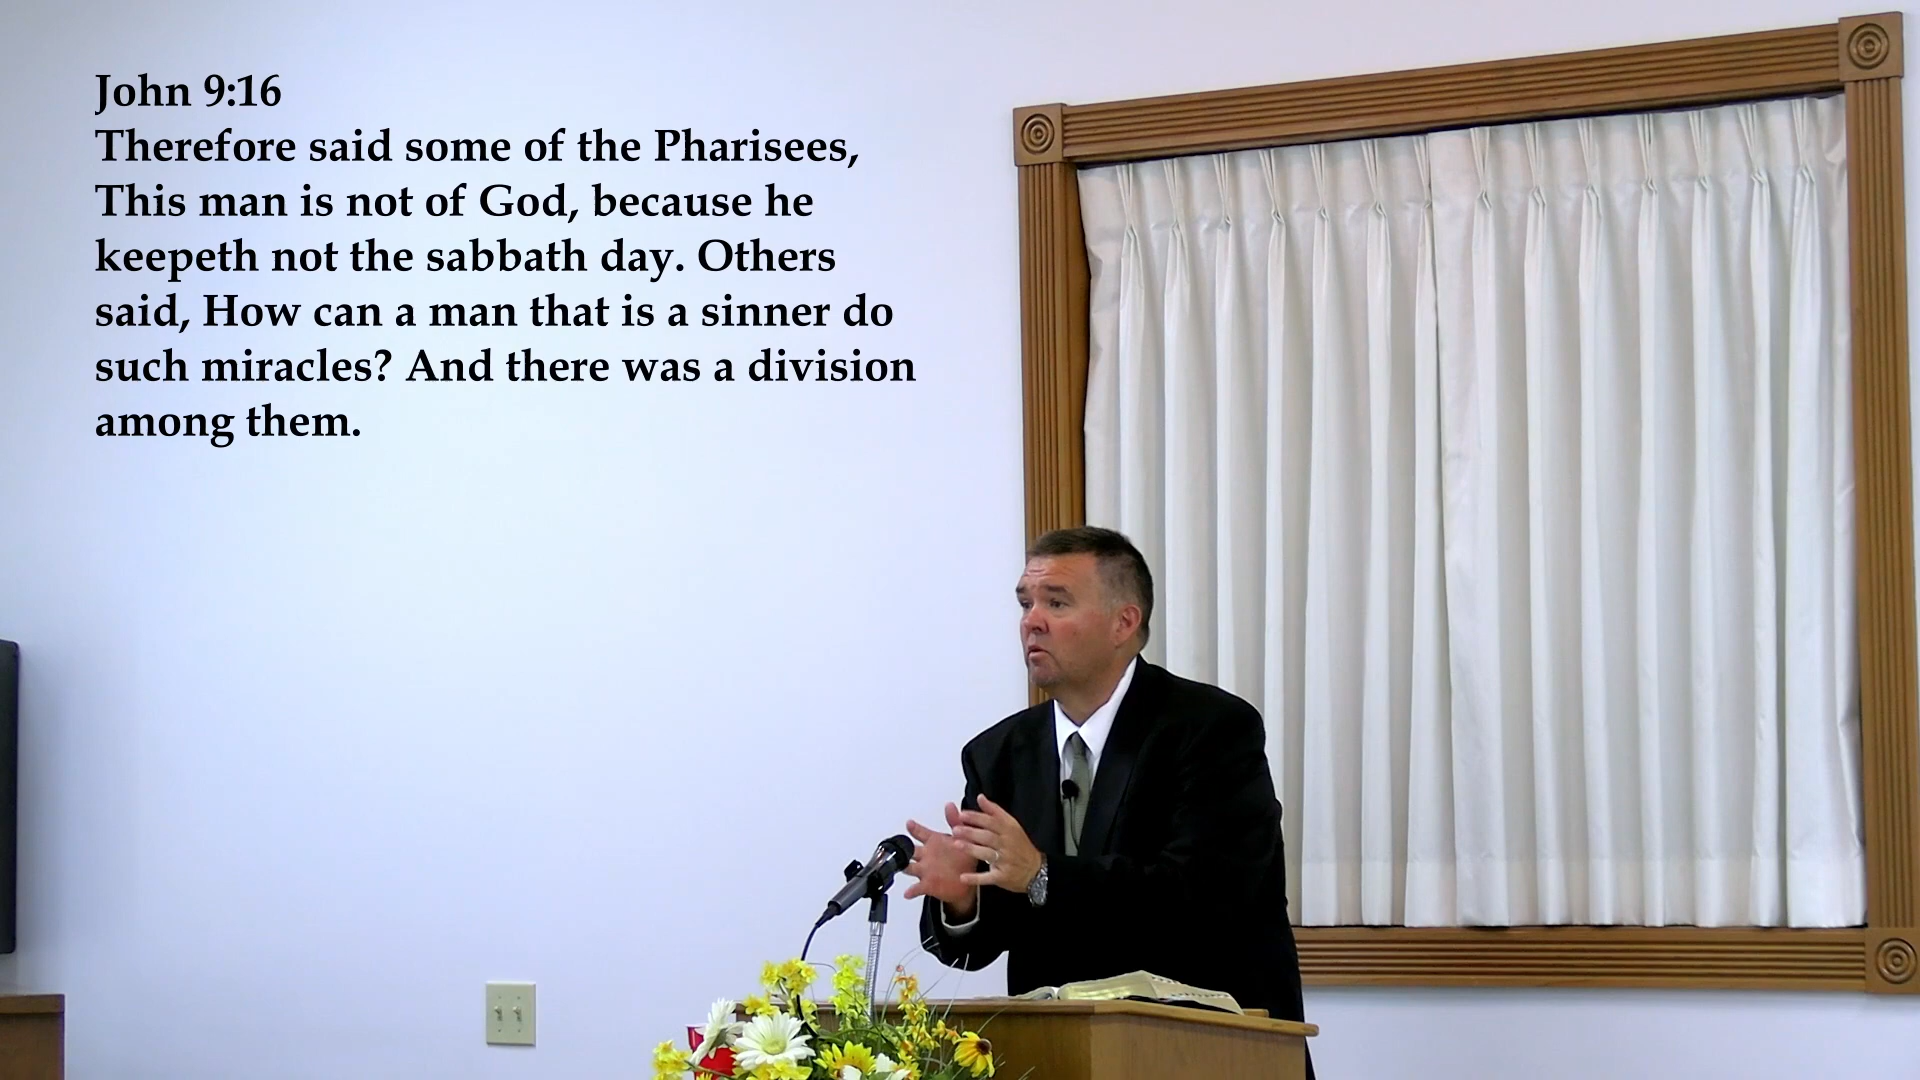 John 9:16
Therefore said some of the Pharisees,
This man is not of God, because he
keepeth not the sabbath day. Others
said, How can a man that is a sinner do
such miracles? And there was a division
among them.